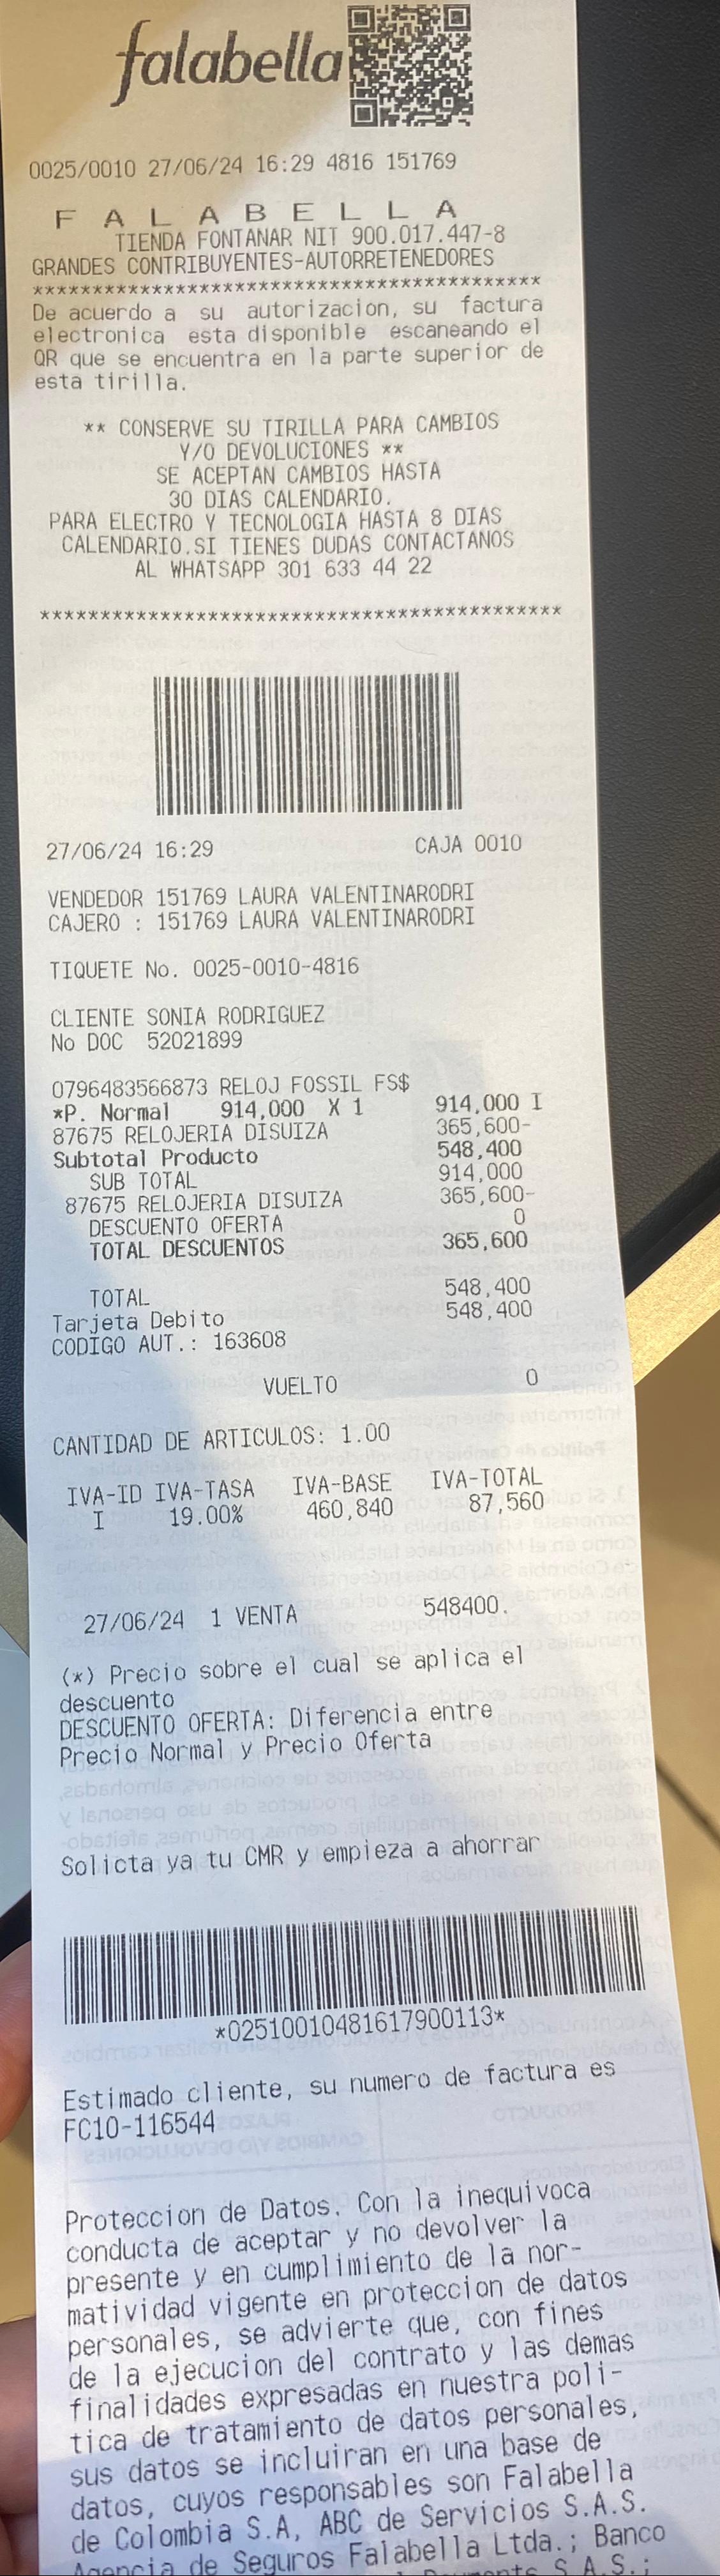 falabella
0025/0010 27/06/24 16:29 4816 151769
F A L A B E L L A
TIENDA FONTANAR NIT 900.017.447-8
GRANDES CONTRIBUYENTES-AUTORRETENEDORES
*******************************************
De acuerdo a su autorizacion, su factura
electronica esta disponible escaneando el
QR que se encuentra en la parte superior de
esta tirilla.
** CONSERVE SU TIRILLA PARA CAMBIOS
Y/O DEVOLUCIONES **
SE ACEPTAN CAMBIOS HASTA
30 DIAS CALENDARIO.
PARA ELECTRO Y TECNOLOGIA HASTA 8 DIAS
CALENDARIO.SI TIENES DUDAS CONTACTANOS
AL WHATSAPP 301 633 44 22
********************************************
27/06/24 16:29 CAJA 0010
VENDEDOR 151769 LAURA VALENTINARODRI
CAJERO : 151769 LAURA VALENTINARODRI
TIQUETE No. 0025-0010-4816
CLIENTE SONIA RODRIGUEZ
No DOC 52021899
0796483566873 RELOJ FOSSIL FS$
*P. Normal 914,000 X 1 914,000 I
87675 RELOJERIA DISUIZA 365,600-
Subtotal Producto 548,400
SUB TOTAL 914,000
87675 RELOJERIA DISUIZA 365,600-
DESCUENTO OFERTA 0
TOTAL DESCUENTOS 365,600
TOTAL 548,400
Tarjeta Debito 548,400
CODIGO AUT.: 163608
VUELTO 0
CANTIDAD DE ARTICULOS: 1.00
IVA-ID IVA-TASA IVA-BASE IVA-TOTAL
I 19.00% 460,840 87,560
27/06/24 1 VENTA 548400.
(*) Precio sobre el cual se aplica el
descuento
DESCUENTO OFERTA: Diferencia entre
Precio Normal y Precio Oferta
Solicta ya tu CMR y empieza a ahorrar
*02510010481617900113*
Estimado cliente, su numero de factura es
FC10-116544
Proteccion de Datos. Con la inequivoca
conducta de aceptar y no devolver la
presente y en cumplimiento de la nor-
matividad vigente en proteccion de datos
personales, se advierte que, con fines
de la ejecucion del contrato y las demas
finalidades expresadas en nuestra poli-
tica de tratamiento de datos personales,
sus datos se incluiran en una base de
datos, cuyos responsables son Falabella
de Colombia S.A, ABC de Servicios S.A.S.
Agencia de Seguros Falabella Ltda.; Banco
S.A.S.;